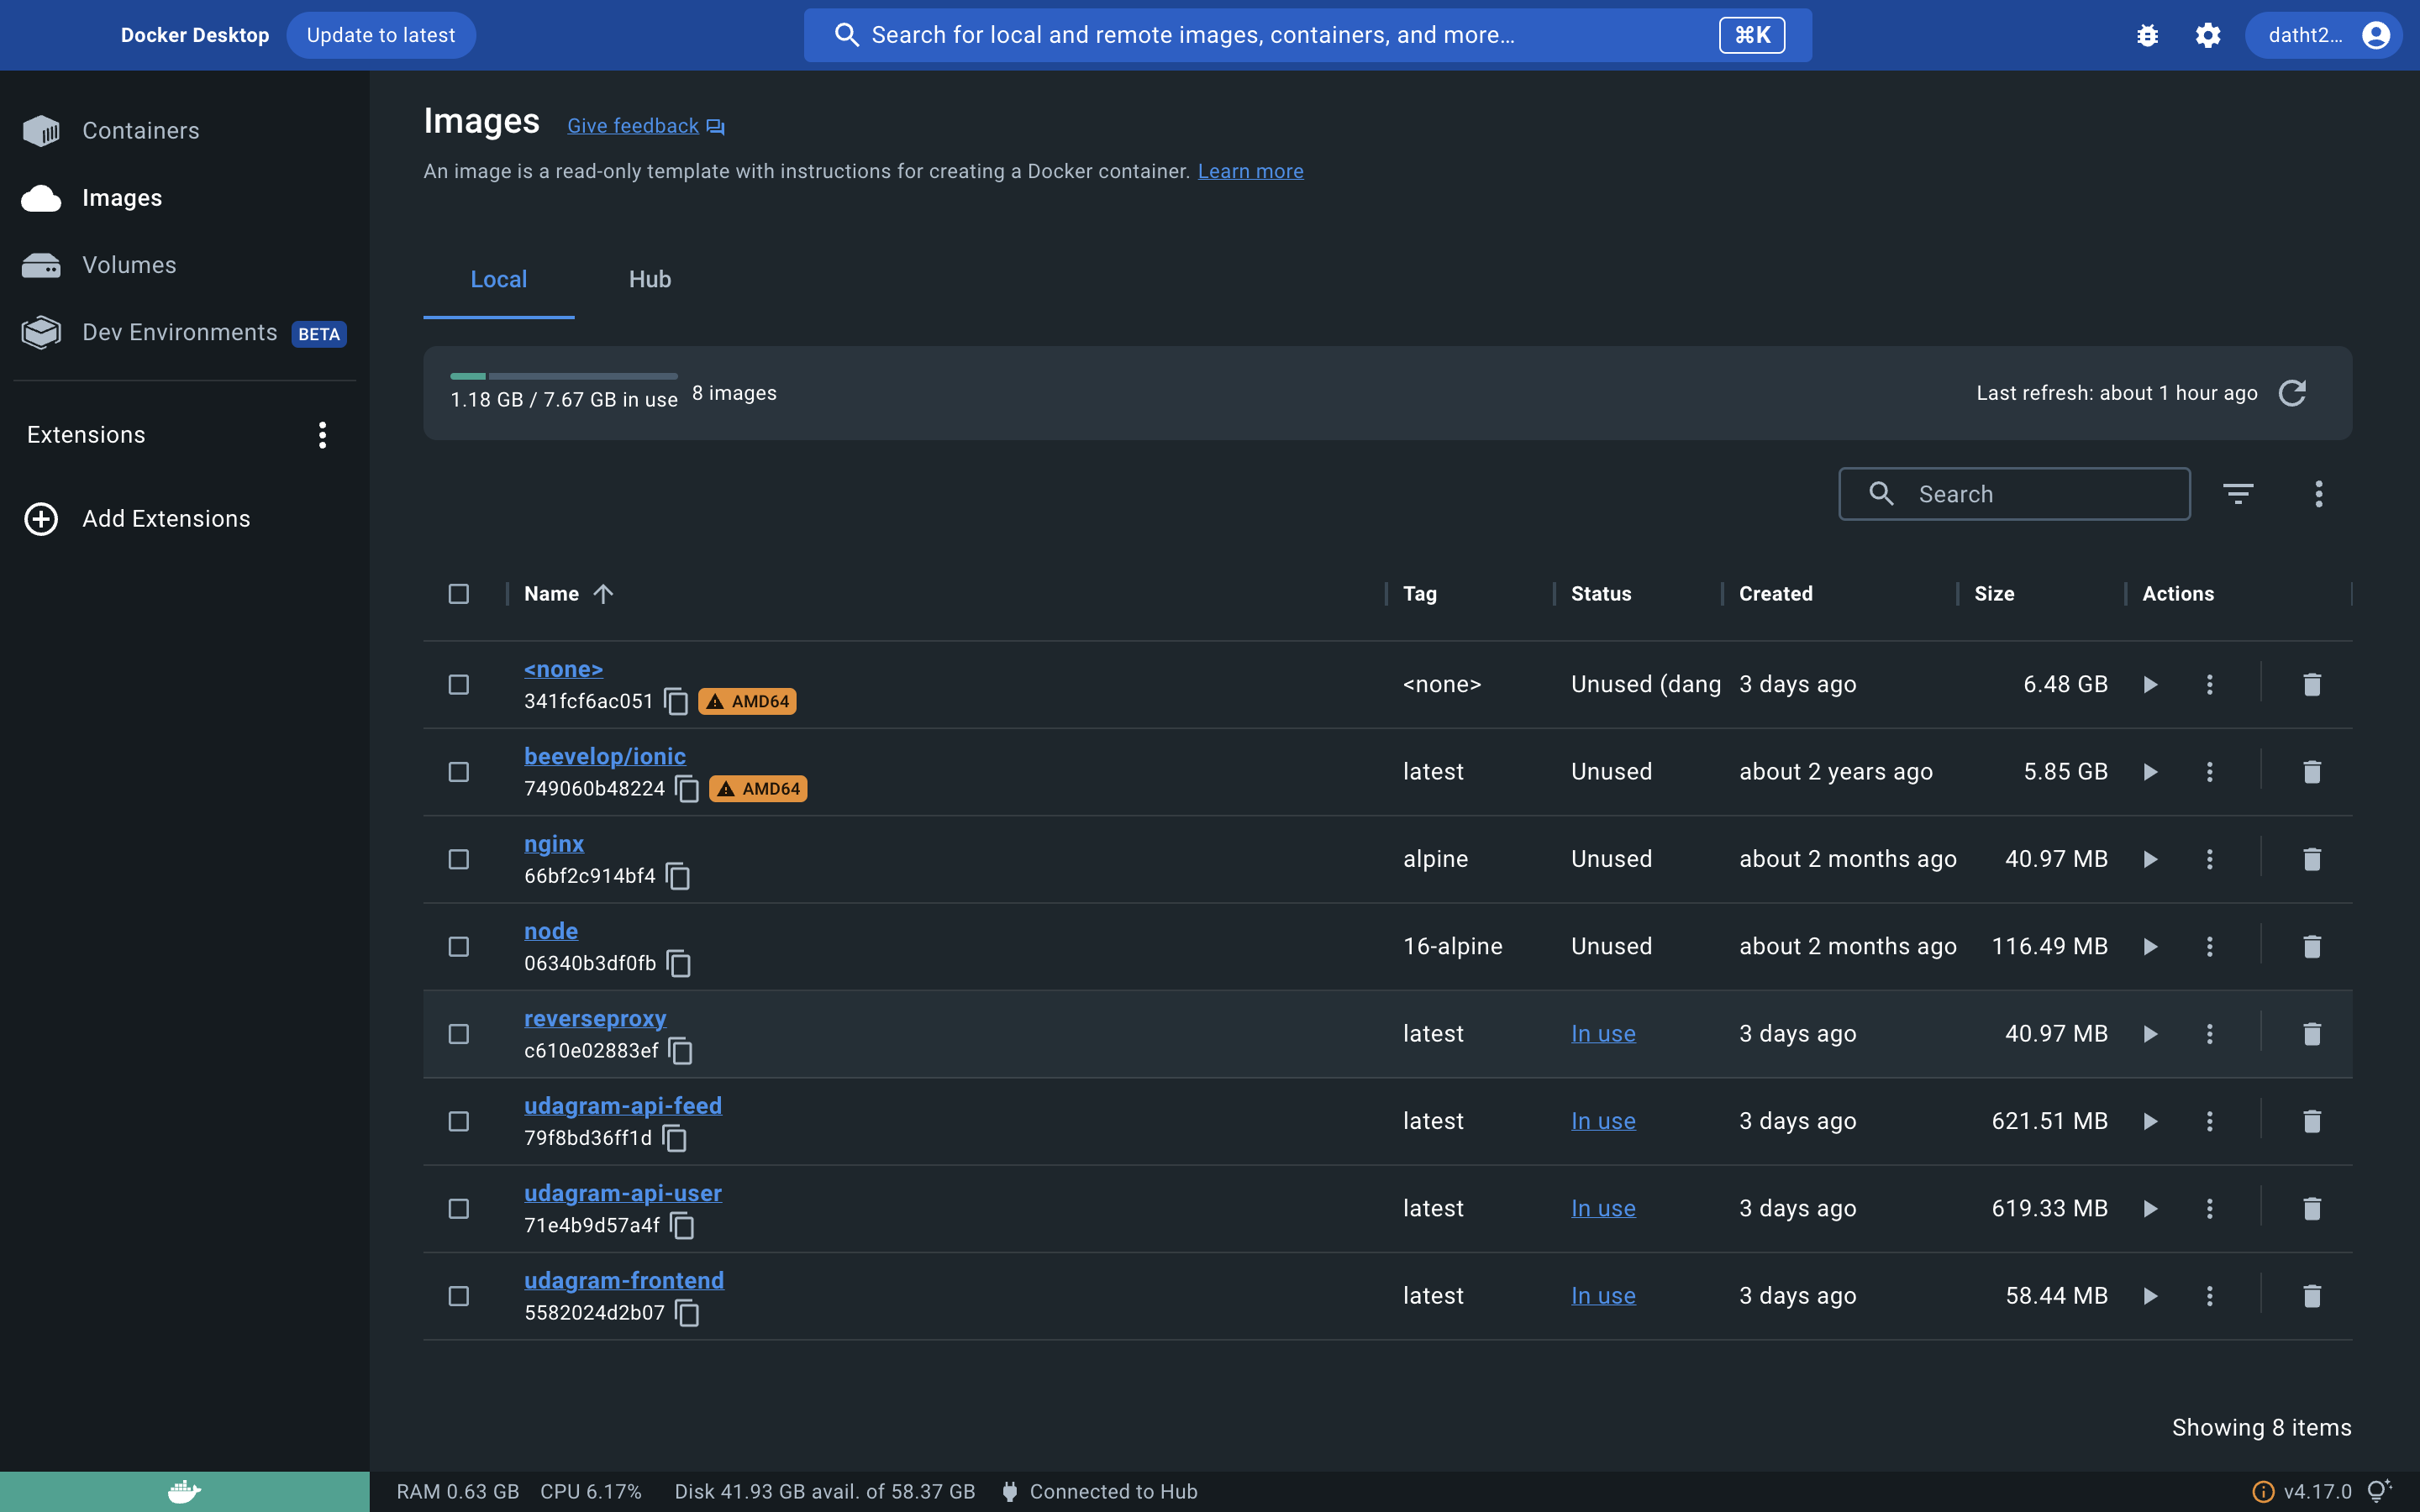 Docker Desktop
Update to latest
Search for local and remote images, containers, and more...
⌘K
datht2...
Containers
Images
Volumes
Dev Environments BETA
Extensions
Add Extensions
Images Give feedback
An image is a read-only template with instructions for creating a Docker container. Learn more
Local Hub
1.18 GB / 7.67 GB in use 8 images
Last refresh: about 1 hour ago
Search
Name Tag Status Created Size Actions
<none> <none> Unused (dang 3 days ago 6.48 GB
341fcf6ac051 AMD64
beevelop/ionic latest Unused about 2 years ago 5.85 GB
749060b48224 AMD64
nginx alpine Unused about 2 months ago 40.97 MB
66bf2c914bf4
node 16-alpine Unused about 2 months ago 116.49 MB
06340b3df0fb
reverseproxy latest In use 3 days ago 40.97 MB
c610e02883ef
udagram-api-feed latest In use 3 days ago 621.51 MB
79f8bd36ff1d
udagram-api-user latest In use 3 days ago 619.33 MB
71e4b9d57a4f
udagram-frontend latest In use 3 days ago 58.44 MB
5582024d2b07
Showing 8 items
RAM 0.63 GB CPU 6.17% Disk 41.93 GB avail. of 58.37 GB Connected to Hub
v4.17.0